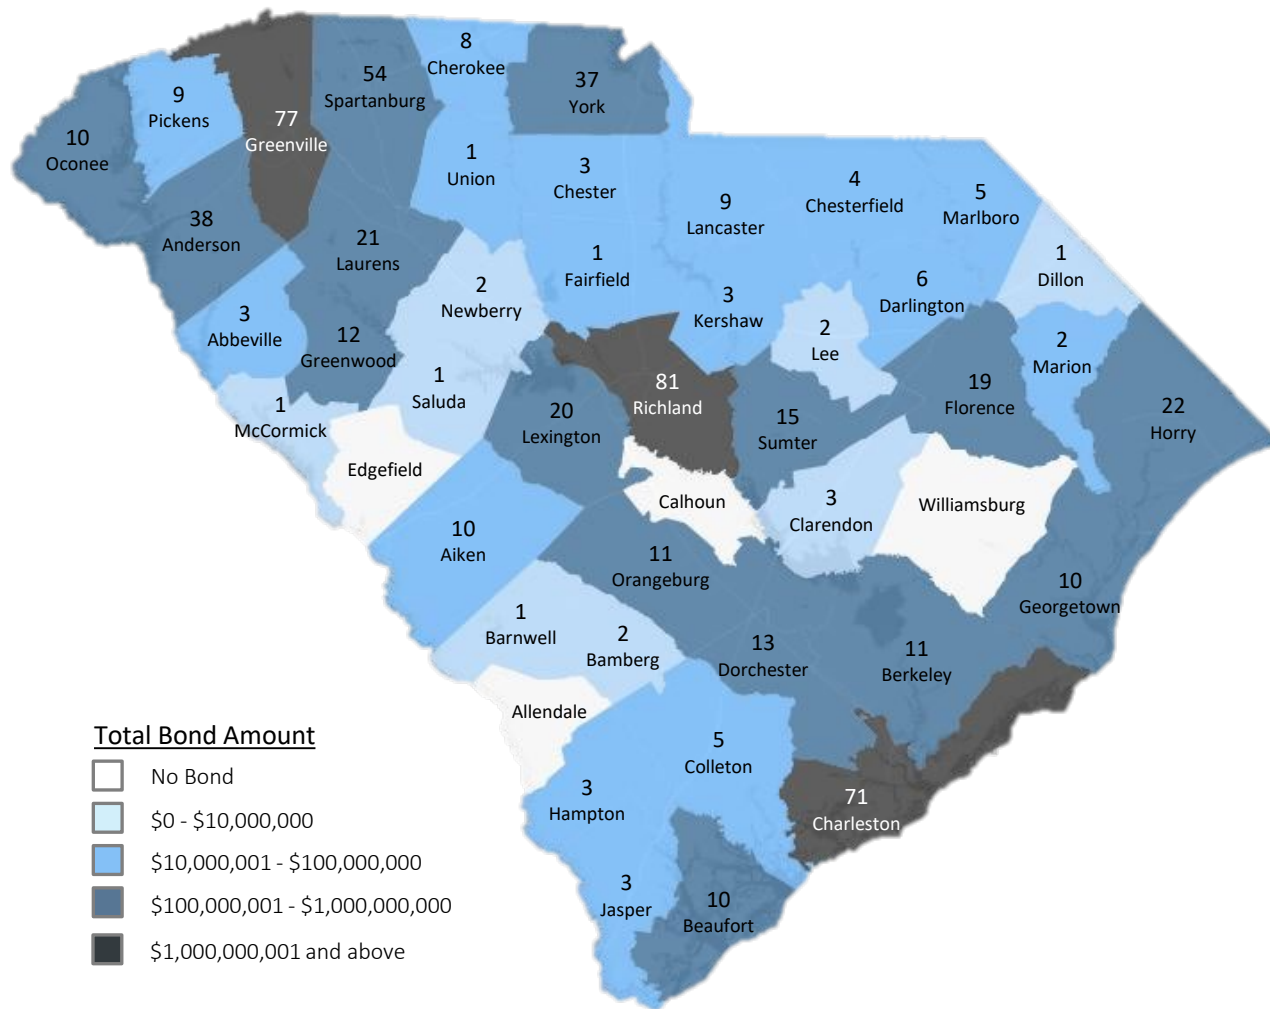 8
Cherokee
54
Spartanburg
37
York
9
Pickens
77
Greenville
10
Oconee
1
Union
3
Chester
9
Lancaster
4
Chesterfield
5
Marlboro
38
Anderson
21
Laurens
1
Fairfield
1
Dillon
2
Newberry
3
Kershaw
6
Darlington
3
Abbeville
12
Greenwood
2
Lee
2
Marion
1
Saluda
81
Richland
19
Florence
22
Horry
1
McCormick
20
Lexington
15
Sumter
Edgefield
Calhoun
3
Clarendon
Williamsburg
10
Aiken
11
Orangeburg
10
Georgetown
1
Barnwell
2
Bamberg
13
Dorchester
11
Berkeley
Allendale
5
Colleton
3
Hampton
71
Charleston
3
Jasper
10
Beaufort
Total Bond Amount
No Bond
$0 - $10,000,000
$10,000,001 - $100,000,000
$100,000,001 - $1,000,000,000
$1,000,000,001 and above